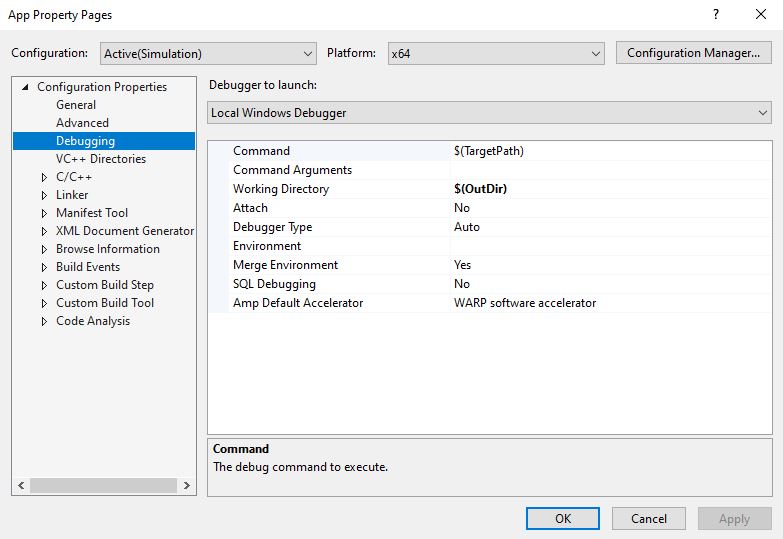 App Property Pages
Configuration: Active(Simulation) Platform: x64 Configuration Manager...
Configuration Properties
General
Advanced
Debugging
VC++ Directories
C/C++
Linker
Manifest Tool
XML Document Generator
Browse Information
Build Events
Custom Build Step
Custom Build Tool
Code Analysis
Debugger to launch:
Local Windows Debugger
Command $(TargetPath)
Command Arguments
Working Directory $(OutDir)
Attach No
Debugger Type Auto
Environment
Merge Environment Yes
SQL Debugging No
Amp Default Accelerator WARP software accelerator
Command
The debug command to execute.
OK Cancel Apply